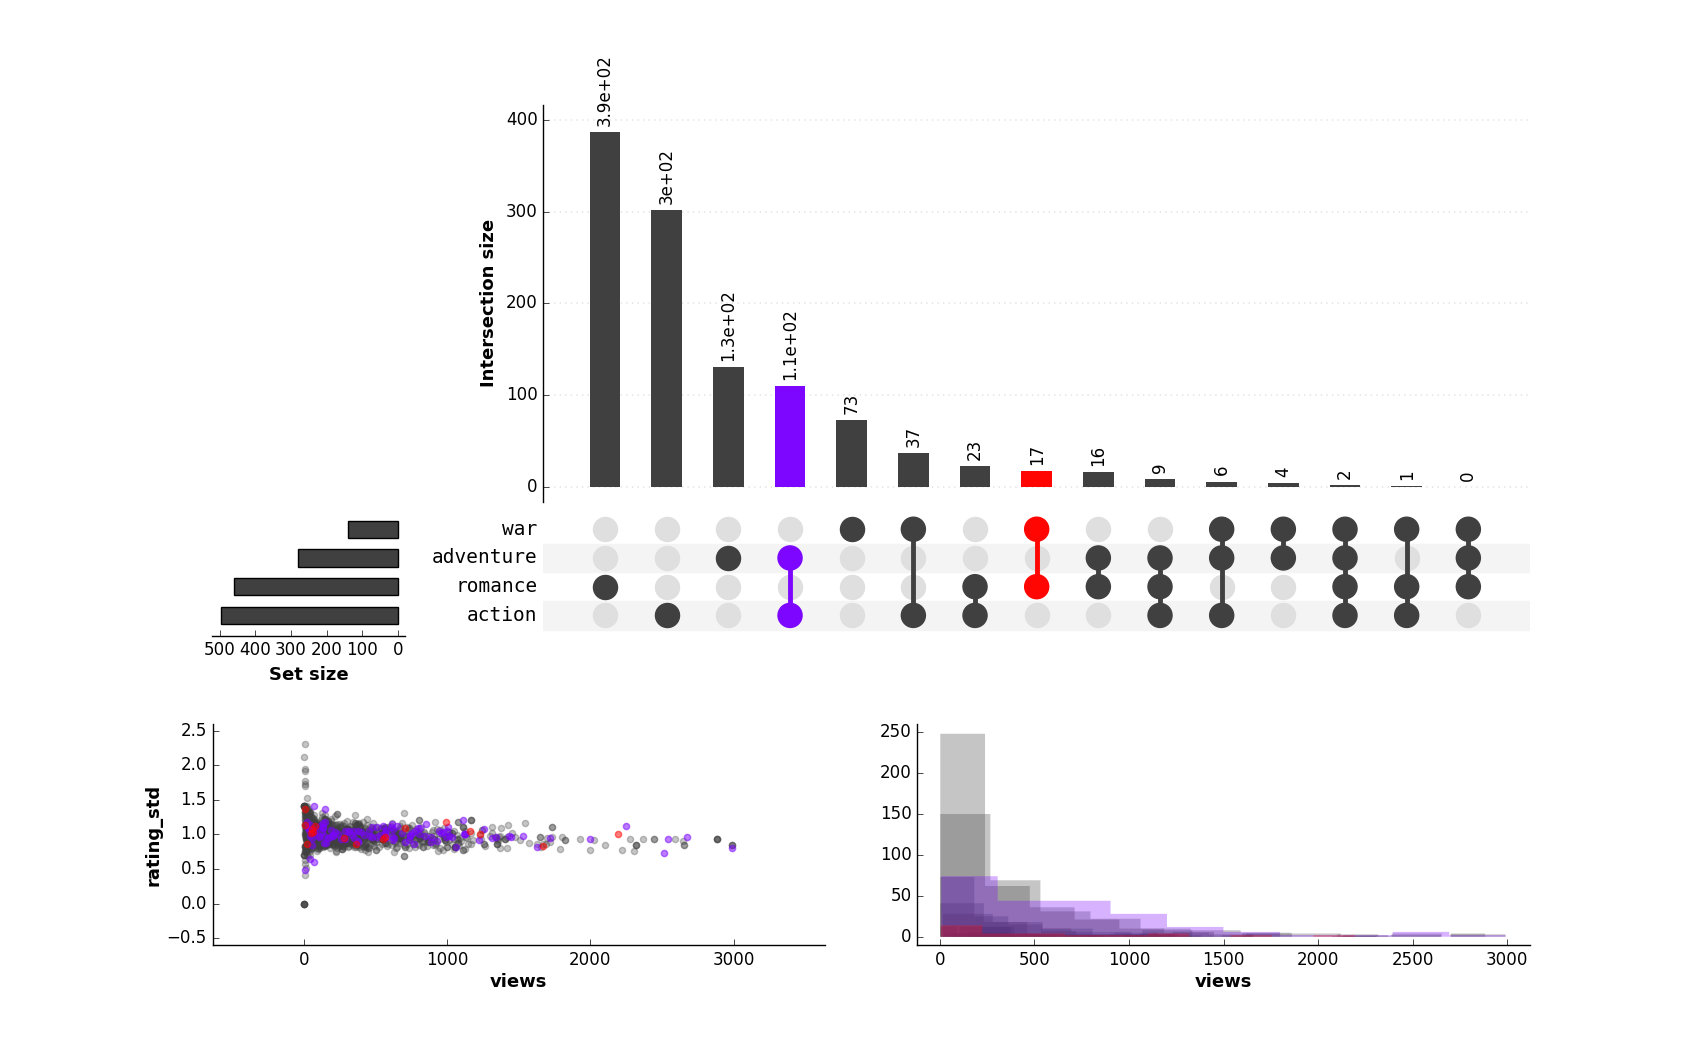 3.9e+02
3e+02
1.3e+02
1.1e+02
73
37
23
17
16
9
6
4
2
1
0
400
300
200
100
0
Intersection size
war
adventure
romance
action
500 400 300 200 100 0
Set size
2.5
2.0
1.5
1.0
0.5
0.0
−0.5
rating_std
0 1000 2000 3000
views
250
200
150
100
50
0
0 500 1000 1500 2000 2500 3000
views